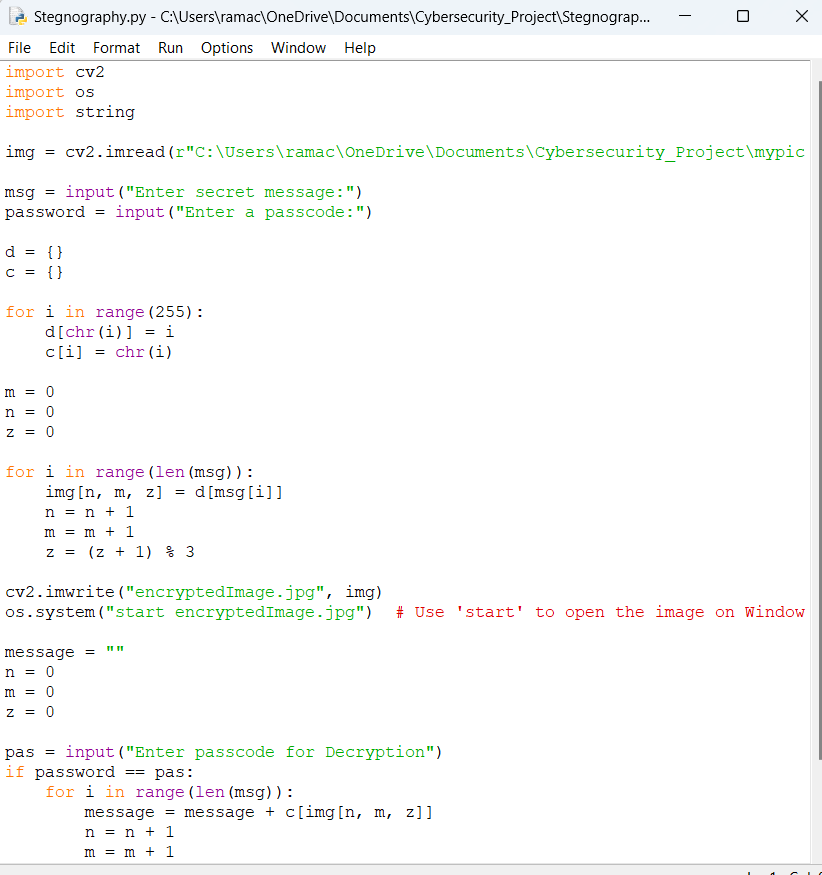 Stegnography.py - C:\Users\ramac\OneDrive\Documents\Cybersecurity_Project\Stegnograp...
File Edit Format Run Options Window Help
import cv2
import os
import string
img = cv2.imread(r"C:\Users\ramac\OneDrive\Documents\Cybersecurity_Project\mypic
msg = input("Enter secret message:")
password = input("Enter a passcode:")
d = {}
c = {}
for i in range(255):
    d[chr(i)] = i
    c[i] = chr(i)
m = 0
n = 0
z = 0
for i in range(len(msg)):
    img[n, m, z] = d[msg[i]]
    n = n + 1
    m = m + 1
    z = (z + 1) % 3
cv2.imwrite("encryptedImage.jpg", img)
os.system("start encryptedImage.jpg")  # Use 'start' to open the image on Window
message = ""
n = 0
m = 0
z = 0
pas = input("Enter passcode for Decryption")
if password == pas:
    for i in range(len(msg)):
        message = message + c[img[n, m, z]]
        n = n + 1
        m = m + 1